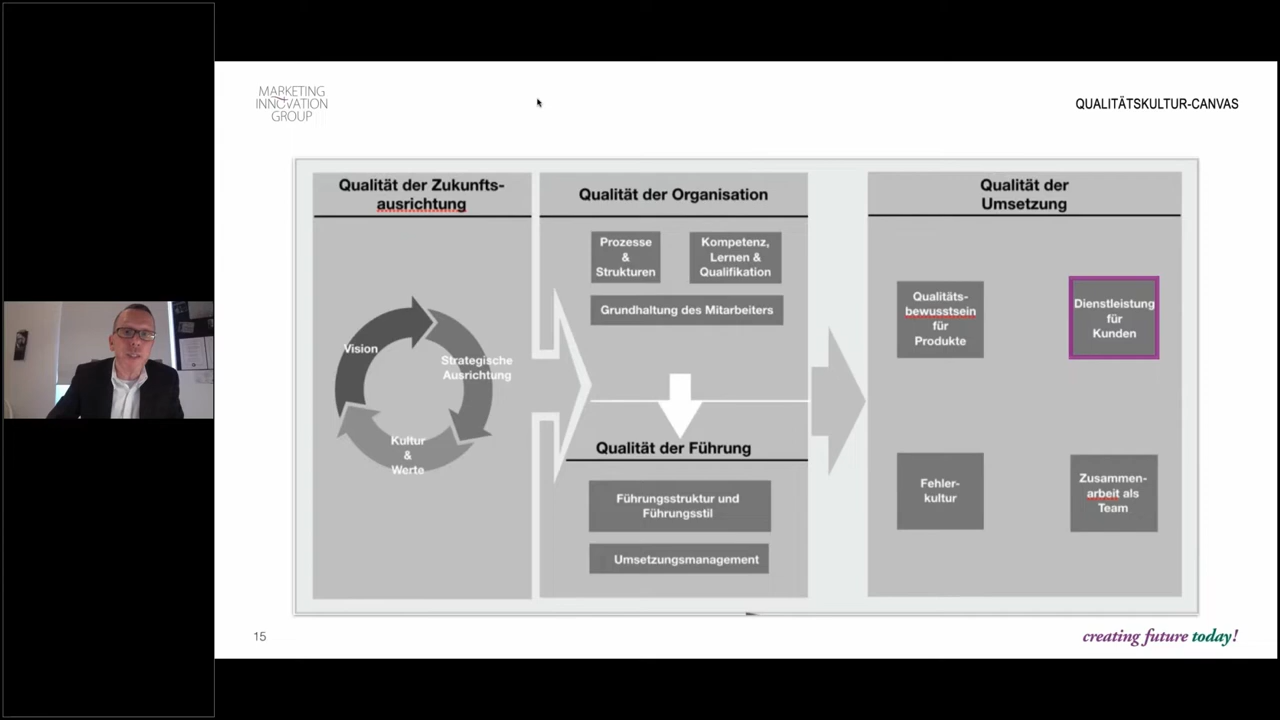 MARKETING
INNOVATION
GROUP
QUALITÄTSKULTUR-CANVAS
Qualität der Zukunfts-
ausrichtung
Vision
Strategische
Ausrichtung
Kultur
&
Werte
Qualität der Organisation
Prozesse
&
Strukturen
Kompetenz,
Lernen &
Qualifikation
Grundhaltung des Mitarbeiters
Qualität der Führung
Führungsstruktur und
Führungsstil
Umsetzungsmanagement
Qualität der
Umsetzung
Qualitäts-
bewusstsein
für
Produkte
Dienstleistung
für
Kunden
Fehler-
kultur
Zusammen-
arbeit als
Team
15
creating future today!